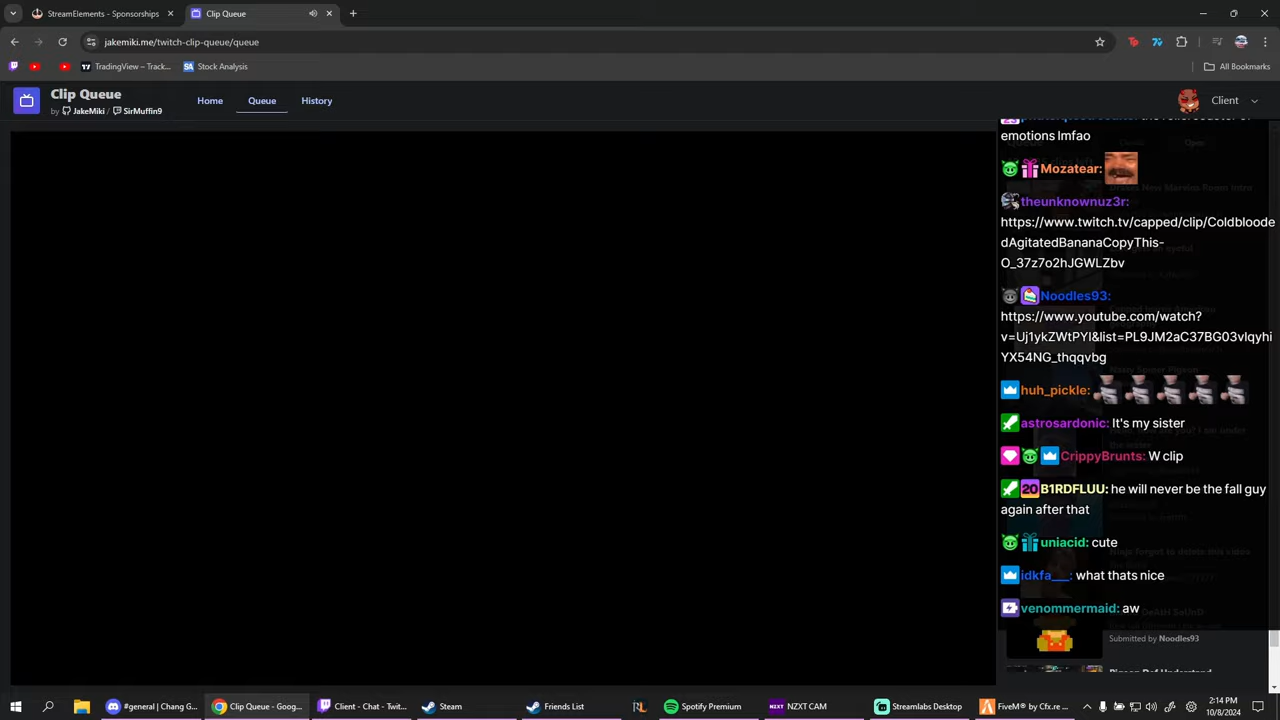 StreamElements - Sponsorships
Clip Queue
jakemiki.me/twitch-clip-queue/queue
TradingView – Track...
SA
Stock Analysis
All Bookmarks
Clip Queue
by JakeMiki / SirMuffin9
Home
Queue
History
Client
emotions lmfao
Mozatear:
theunknownuz3r:
https://www.twitch.tv/capped/clip/Coldbloode
dAgitatedBananaCopyThis-
O_37z7o2hJGWLZbv
Noodles93:
https://www.youtube.com/watch?
v=Uj1ykZWtPYI&list=PL9JM2aC37BG03vIqyhi
YX54NG_thqqvbg
huh_pickle:
astrosardonic: It's my sister
CrippyBrunts: W clip
20 B1RDFLUU: he will never be the fall guy
again after that
uniacid: cute
idkfa___: what thats nice
venommermaid: aw
Submitted by Noodles93
#general | Chang G...
Clip Queue - Goog...
Client - Chat - Twit...
Steam
Friends List
Spotify Premium
NZXT
NZXT CAM
Streamlabs Desktop
FiveM® by Cfx.re
2:14 PM
10/8/2024